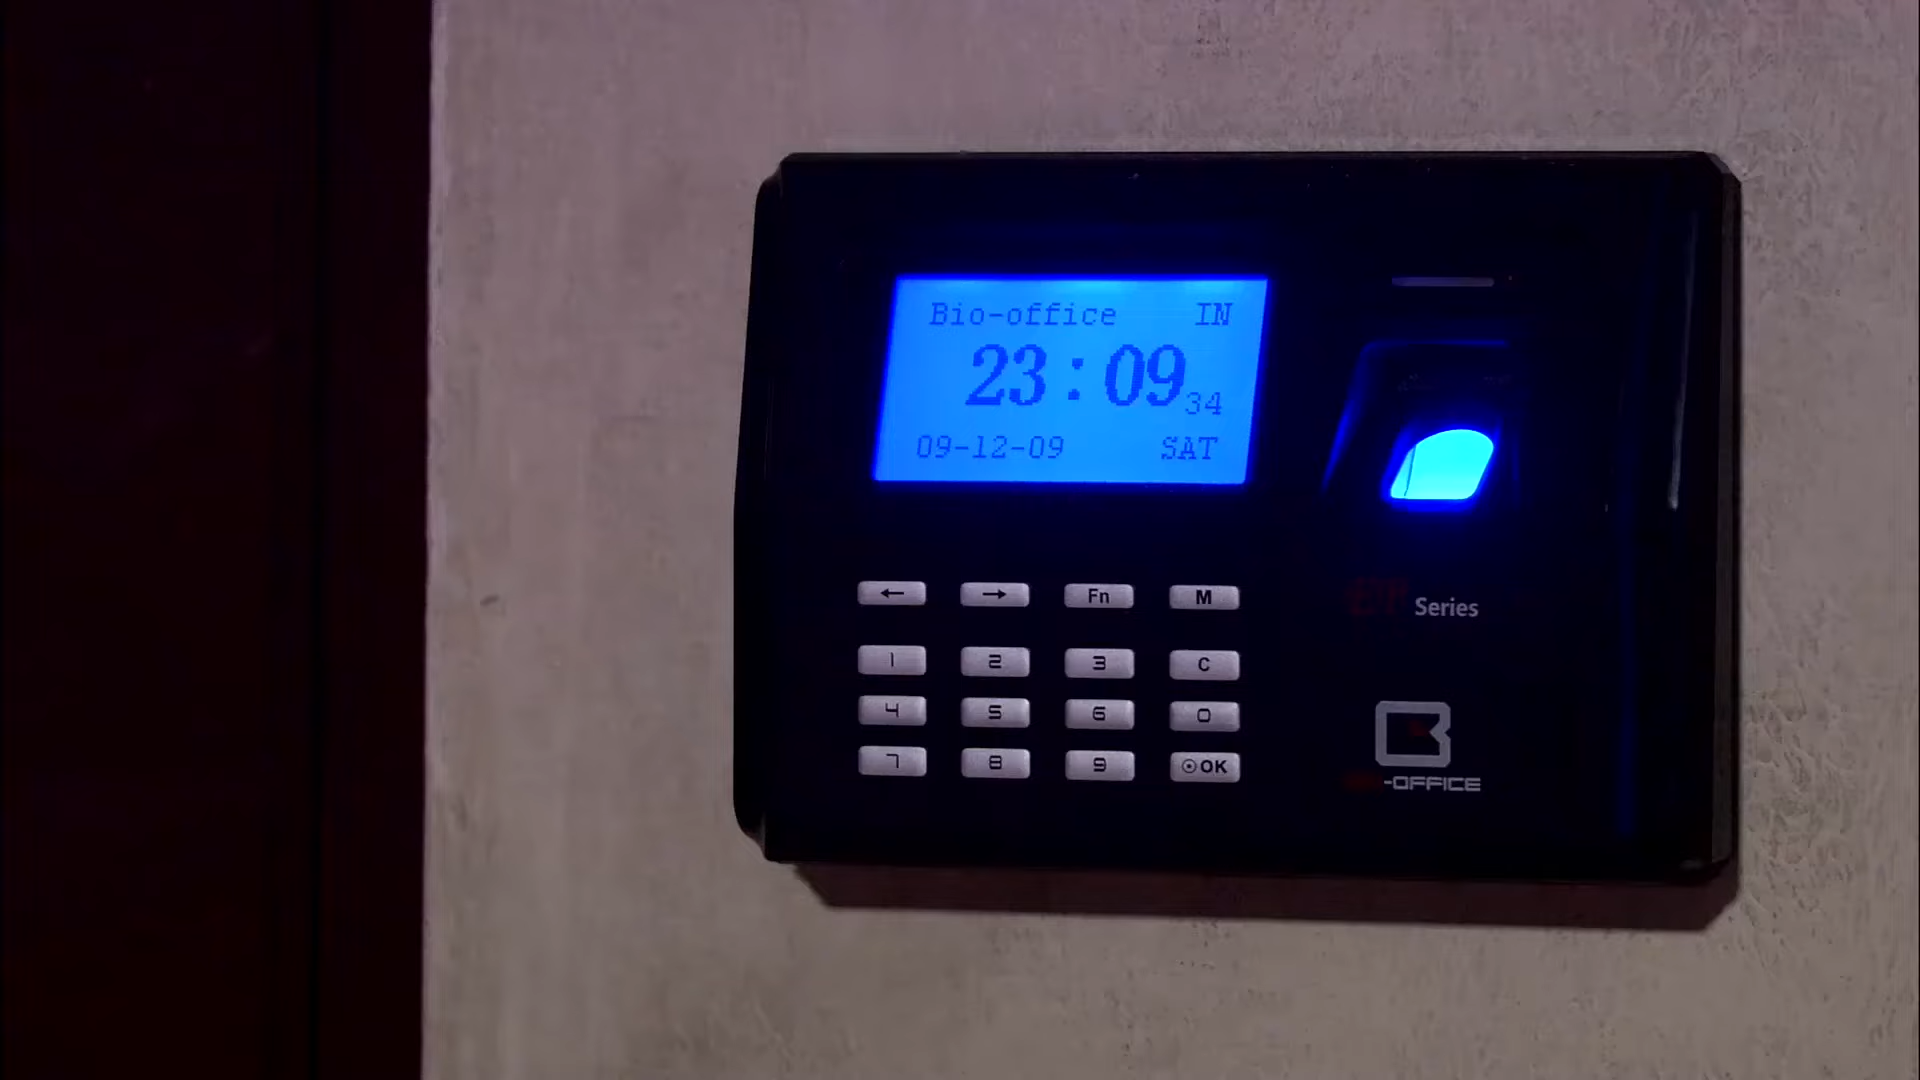 Bio-office IN
23:09 34
09-12-09 SAT
← → Fn M
1 2 3 C
4 5 6 0
7 8 9 OK
Series
-OFFICE